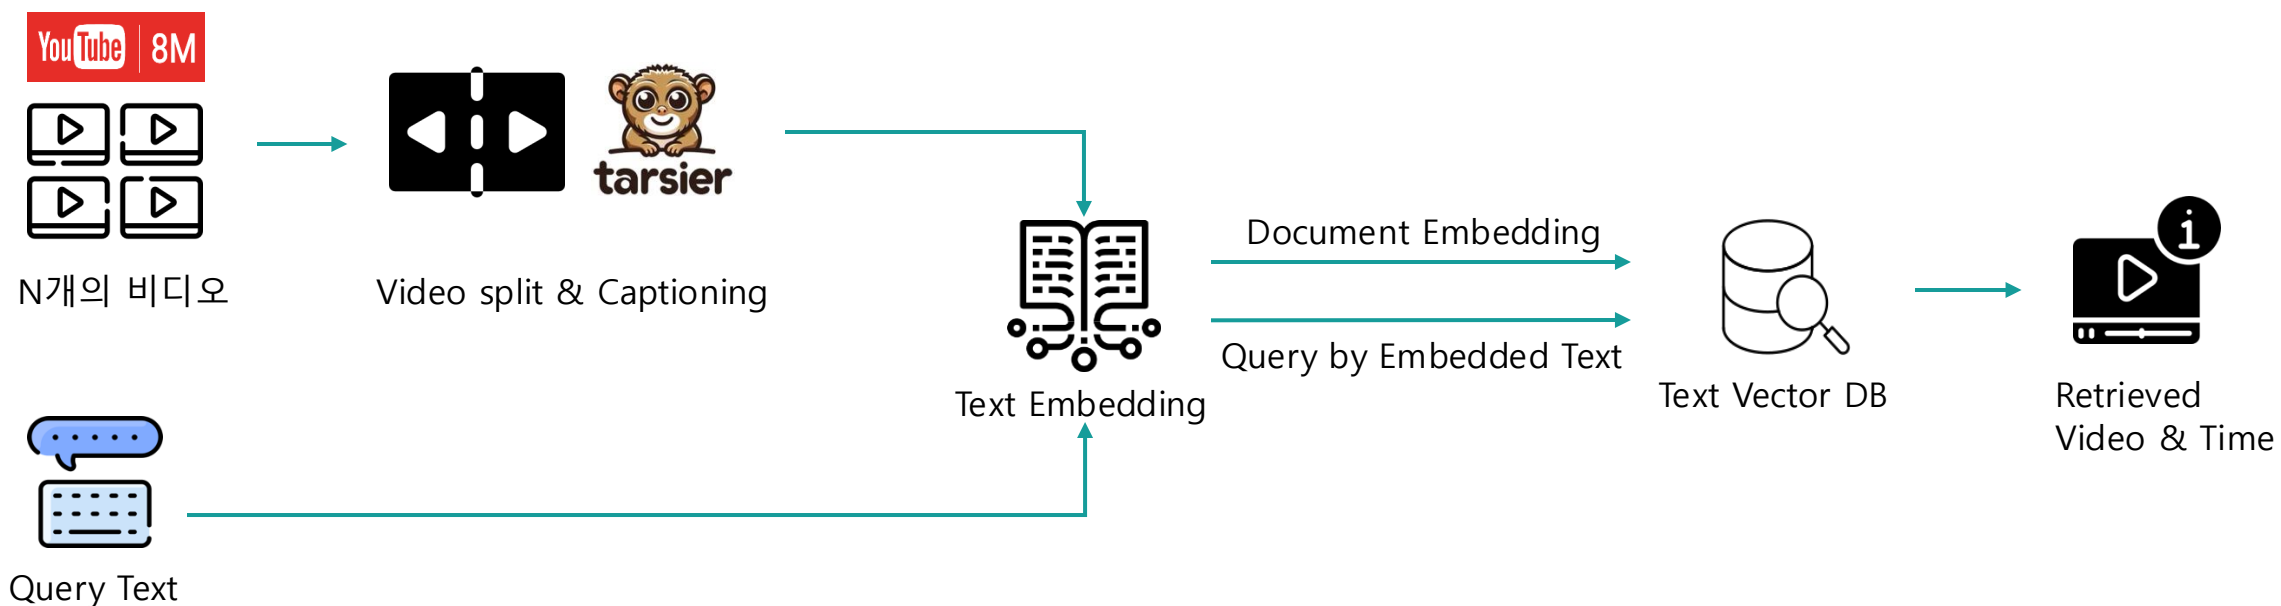 YouTube 8M
tarsier
N개의 비디오
Video split & Captioning
Document Embedding
Query by Embedded Text
Text Embedding
Text Vector DB
Retrieved
Video & Time
Query Text